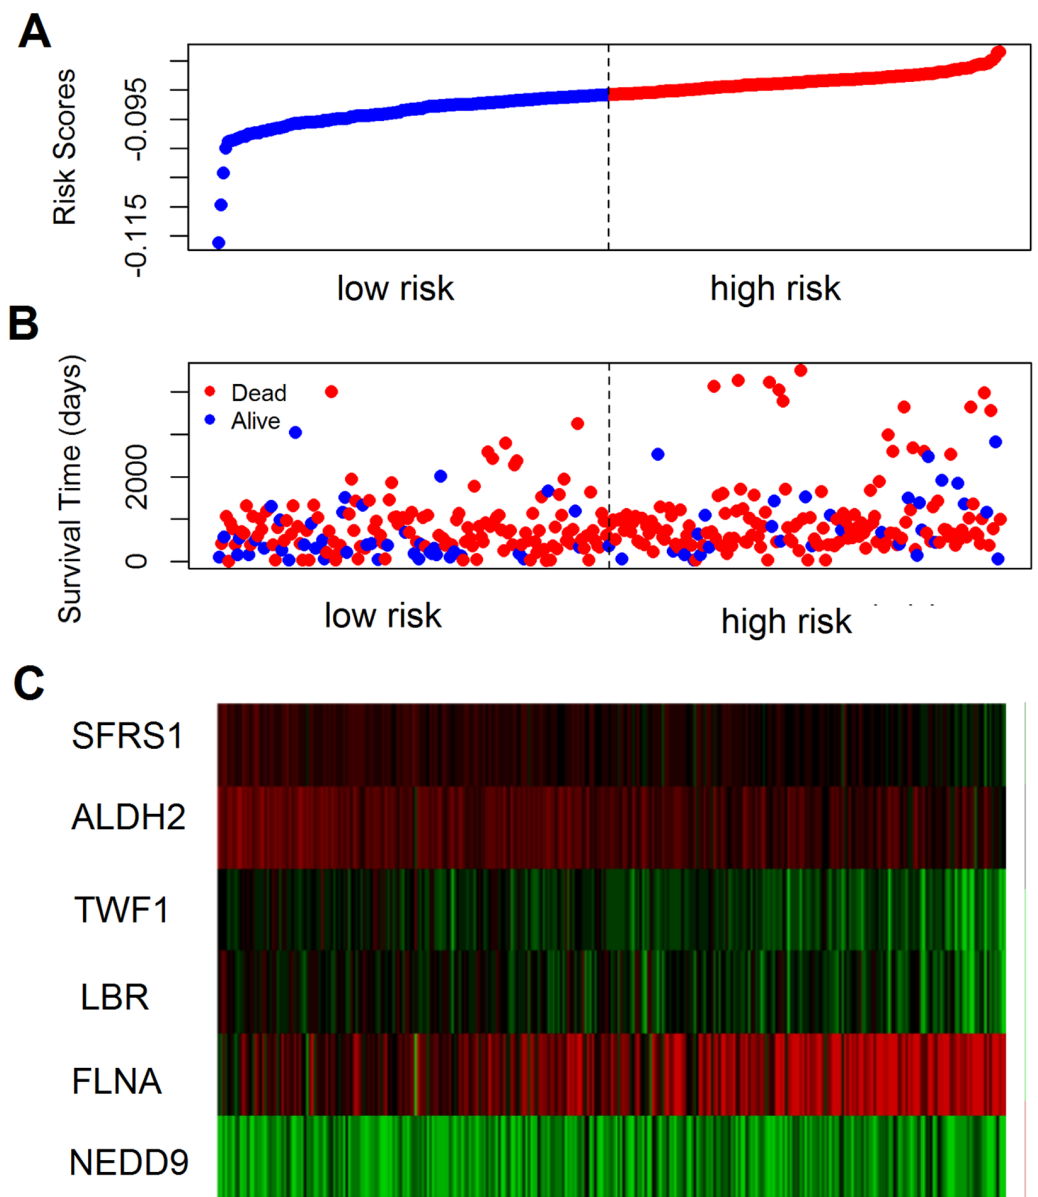 A
Risk Scores
-0.095
-0.115
low risk
high risk
B
Survival Time (days)
2000
0
Dead
Alive
low risk
high risk
C
SFRS1
ALDH2
TWF1
LBR
FLNA
NEDD9